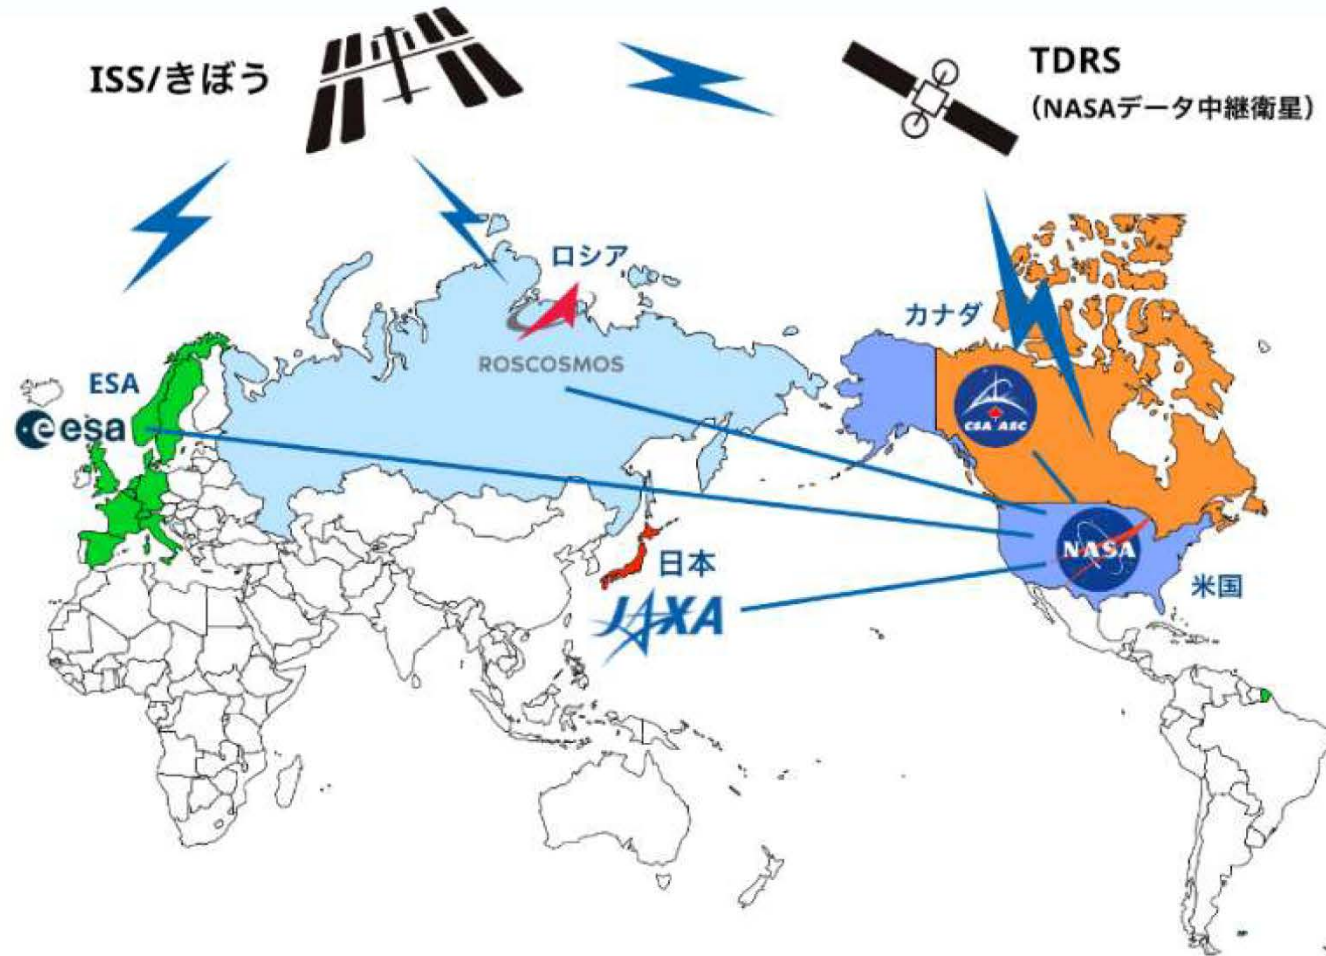 ISS/きぼう
TDRS
(NASAデータ中継衛星)
ロシア
ROSCOSMOS
カナダ
CSA ASC
ESA
esa
NASA
米国
日本
JAXA